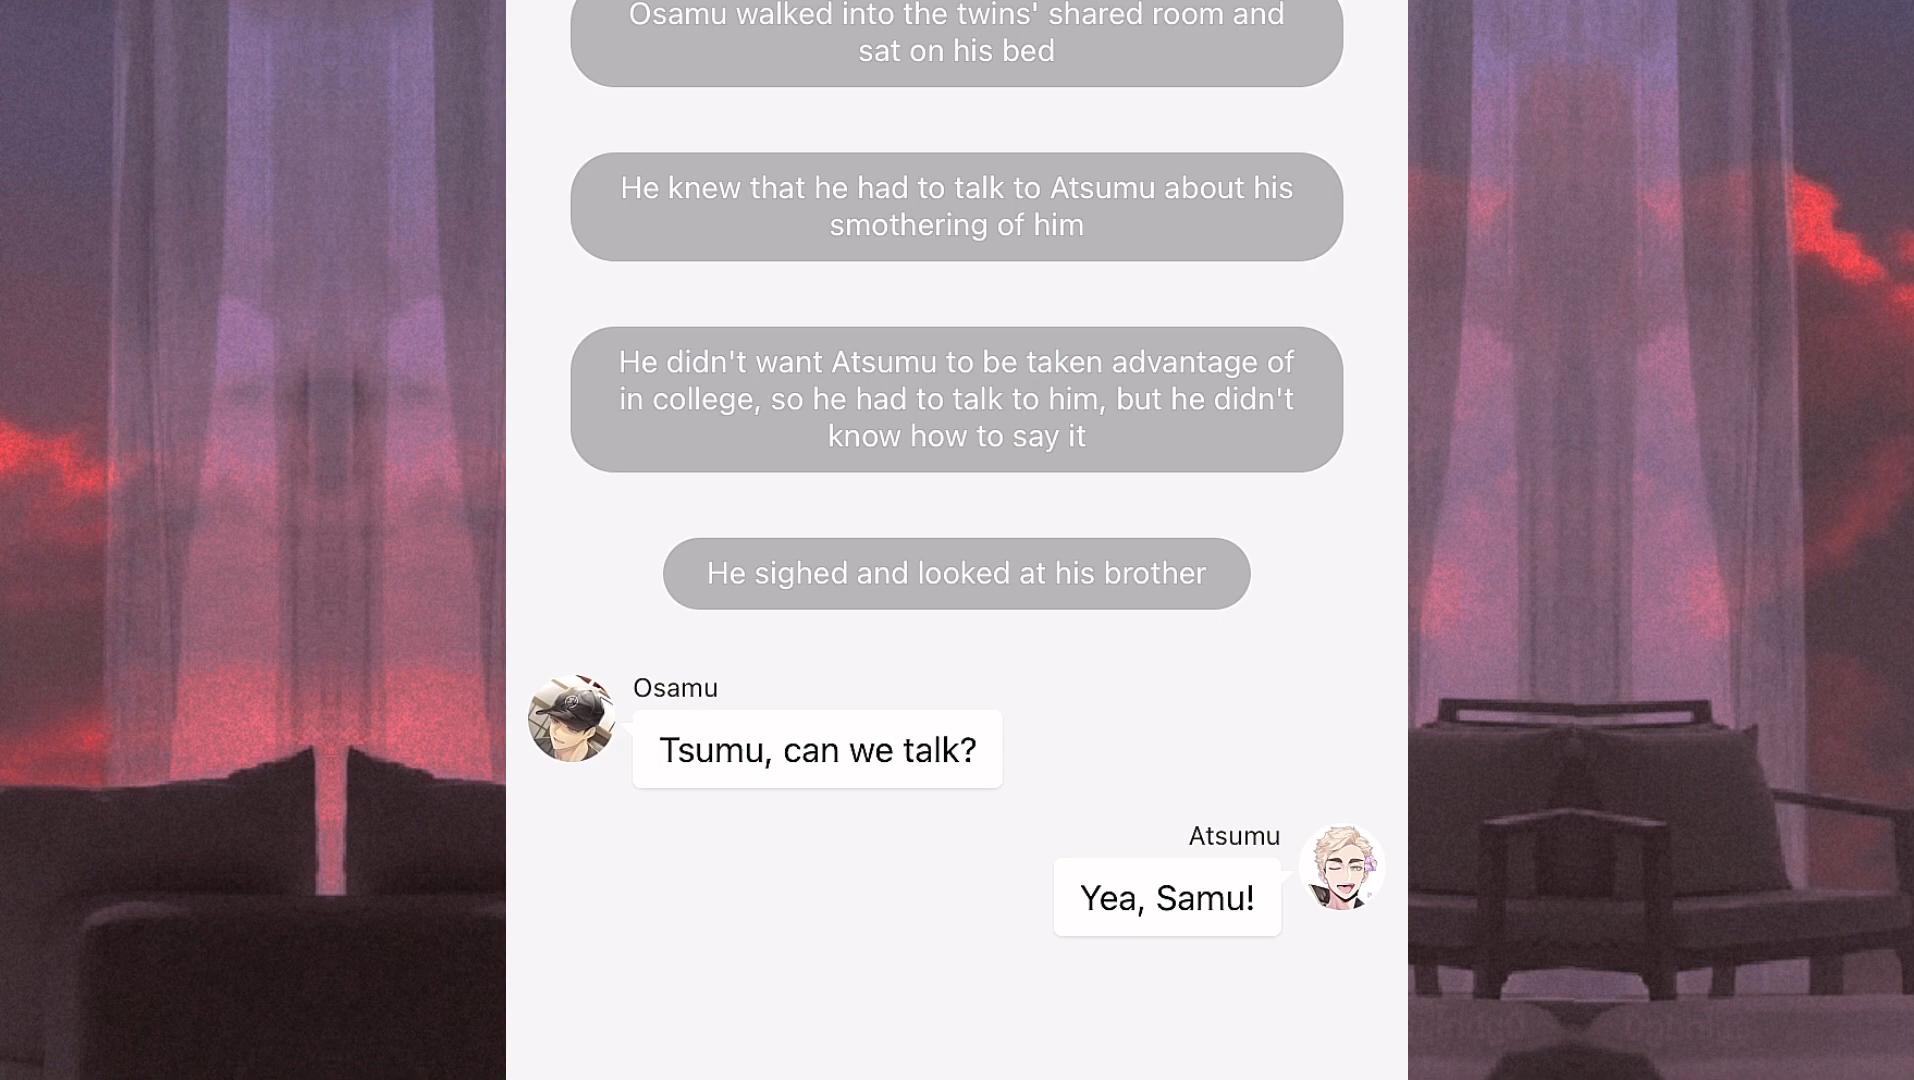 Osamu walked into the twins' shared room and
sat on his bed
He knew that he had to talk to Atsumu about his
smothering of him
He didn't want Atsumu to be taken advantage of
in college, so he had to talk to him, but he didn't
know how to say it
He sighed and looked at his brother
Osamu
Tsumu, can we talk?
Atsumu
Yea, Samu!